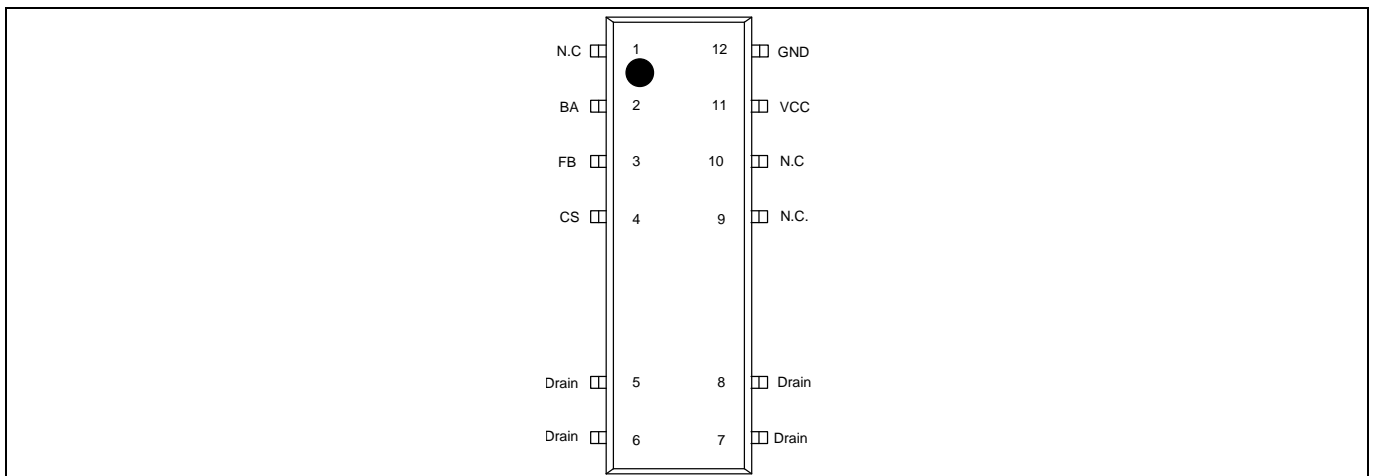 N.C 1 12 GND
BA 2 11 VCC
FB 3 10 N.C
CS 4 9 N.C.
Drain 5 8 Drain
Drain 6 7 Drain